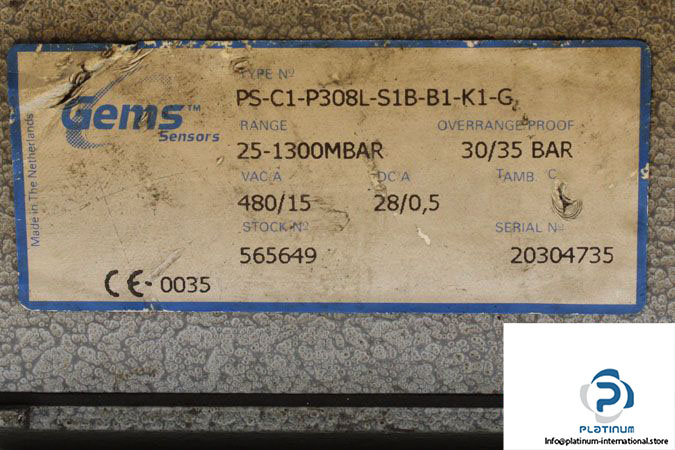 Made in The Netherlands
Gems™
Sensors
TYPE Nº
PS-C1-P308L-S1B-B1-K1-G
RANGE
OVERRANGE PROOF
25-1300MBAR
30/35 BAR
VAC A
DC A
TAMB. C
480/15
28/0,5
STOCK Nº
SERIAL Nº
565649
20304735
CE- 0035
P
PLATINUM
Info@platinum-international.store